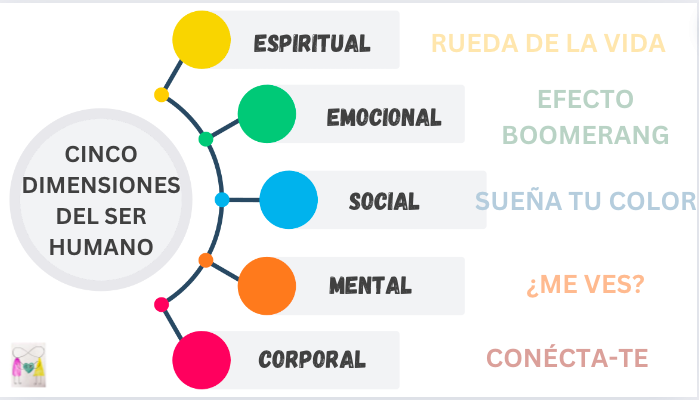 CINCO
DIMENSIONES
DEL SER
HUMANO
ESPIRITUAL
RUEDA DE LA VIDA
EMOCIONAL
EFECTO
BOOMERANG
SOCIAL
SUEÑA TU COLOR
MENTAL
¿ME VES?
CORPORAL
CONÉCTA-TE